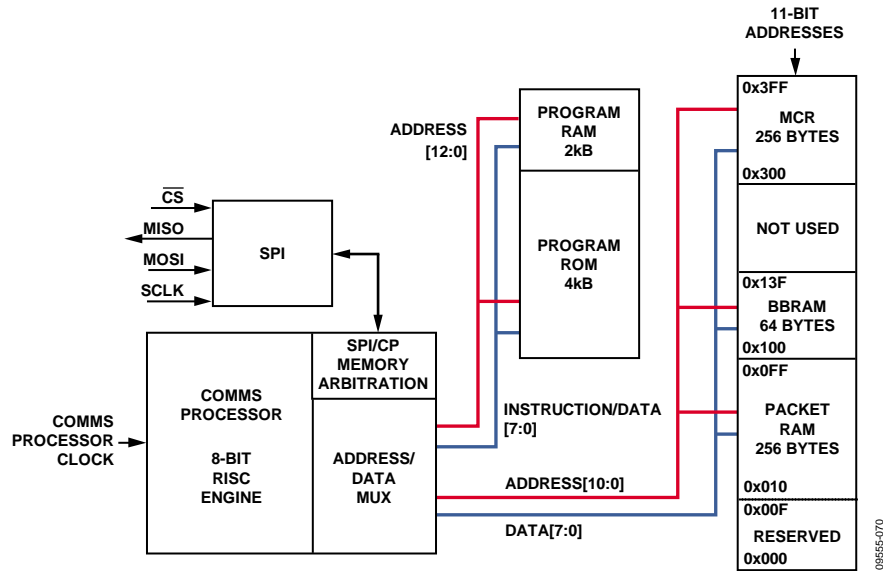 11-BIT
ADDRESSES
0x3FF
MCR
256 BYTES
0x300
NOT USED
0x13F
BBRAM
64 BYTES
0x100
0x0FF
PACKET
RAM
256 BYTES
0x010
0x00F
RESERVED
0x000
PROGRAM
RAM
2kB
PROGRAM
ROM
4kB
ADDRESS
[12:0]
CS
MISO
MOSI
SCLK
SPI
SPI/CP
MEMORY
ARBITRATION
COMMS
PROCESSOR
8-BIT
RISC
ENGINE
ADDRESS/
DATA
MUX
COMMS
PROCESSOR
CLOCK
INSTRUCTION/DATA
[7:0]
ADDRESS[10:0]
DATA[7:0]
09555-070